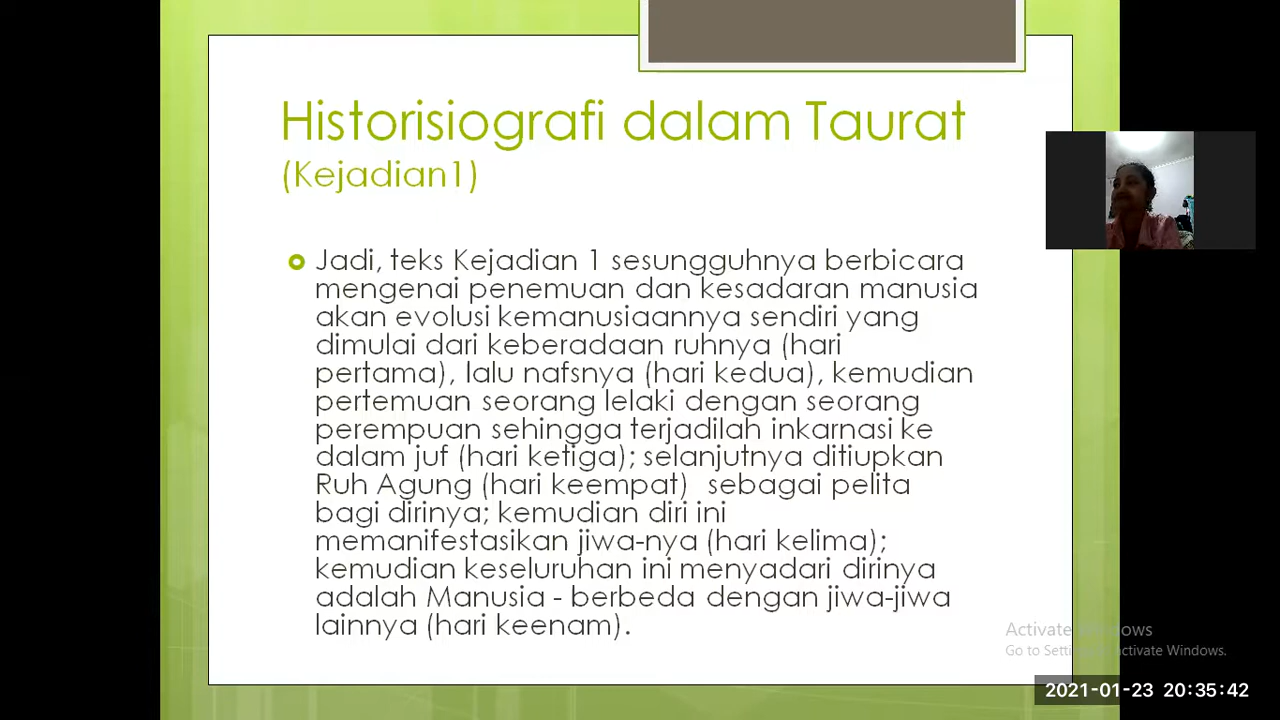 Historisiografi dalam Taurat
(Kejadian1)
Jadi, teks Kejadian 1 sesungguhnya berbicara
mengenai penemuan dan kesadaran manusia
akan evolusi kemanusiaannya sendiri yang
dimulai dari keberadaan ruhnya (hari
pertama), lalu nafsnya (hari kedua), kemudian
pertemuan seorang lelaki dengan seorang
perempuan sehingga terjadilah inkarnasi ke
dalam juf (hari ketiga); selanjutnya ditiupkan
Ruh Agung (hari keempat) sebagai pelita
bagi dirinya; kemudian diri ini
memanifestasikan jiwa-nya (hari kelima);
kemudian keseluruhan ini menyadari dirinya
adalah Manusia - berbeda dengan jiwa-jiwa
lainnya (hari keenam).
Activate
Go to activate Windows.
2021-01-23 20:35:42